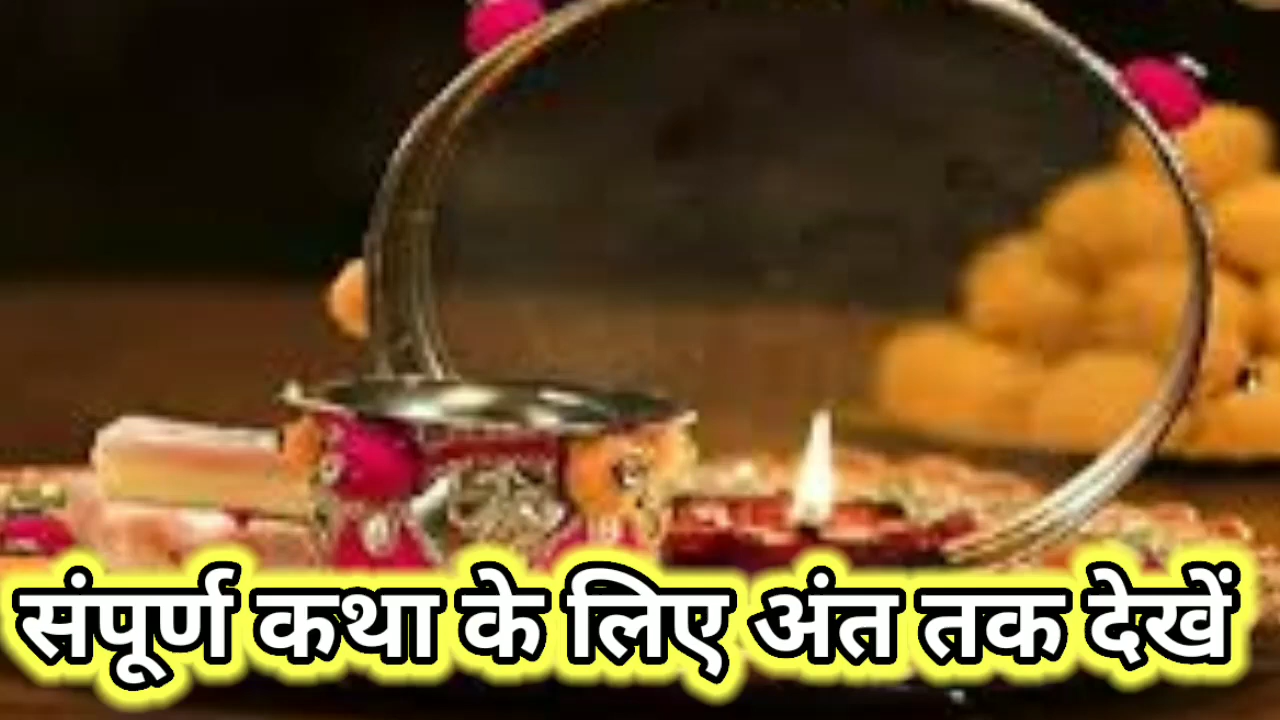 संपूर्ण कथा के लिए अंत तक देखें